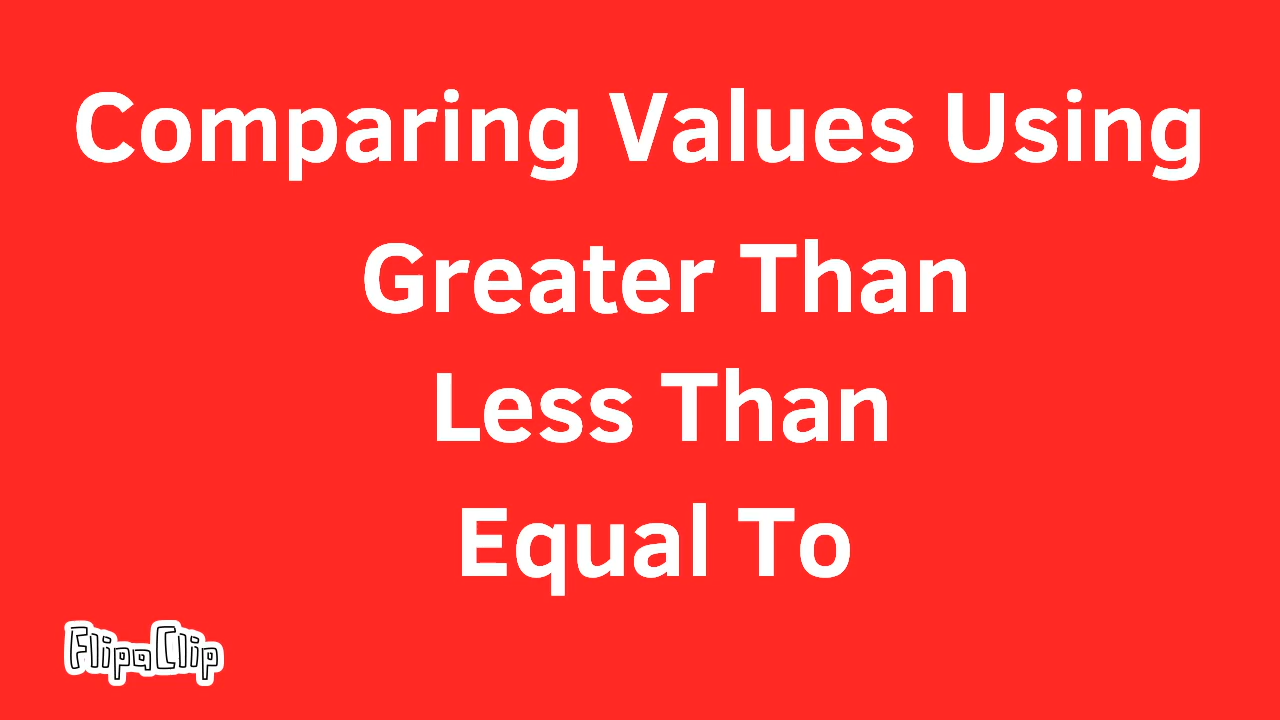 Comparing Values Using
Greater Than
Less Than
Equal To
FlipaClip